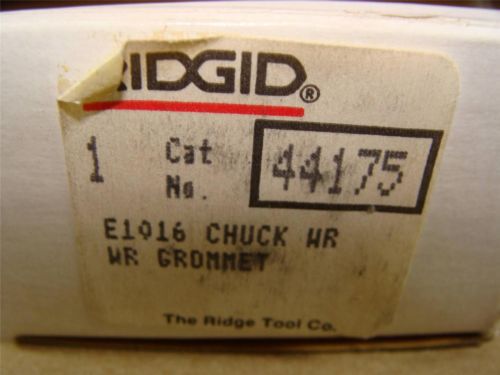 RIDGID®
1 Cat No. 44175
E1016 CHUCK WR
WR GROMMET
The Ridge Tool Co.